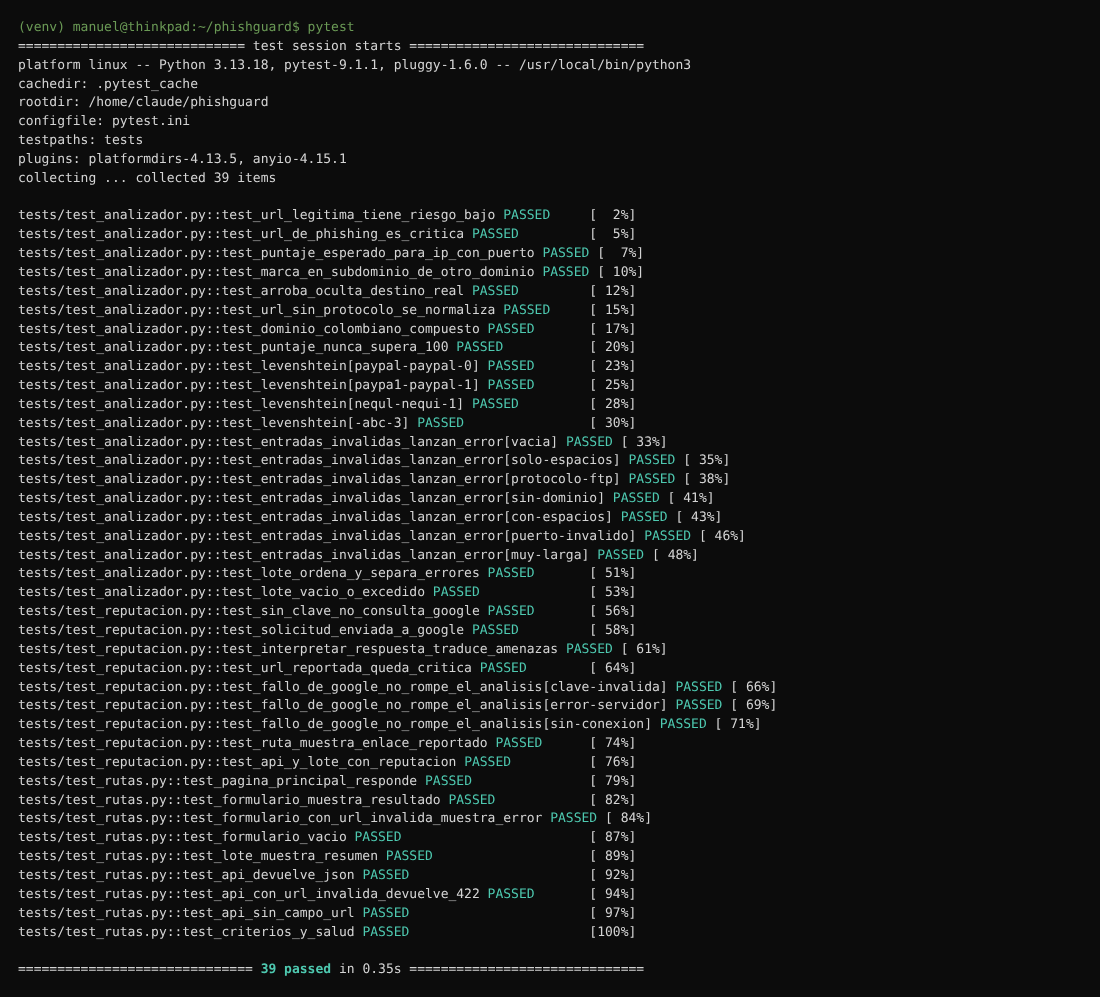 (venv) manuel@thinkpad:~/phishguard$ pytest
============================= test session starts ==============================
platform linux -- Python 3.13.18, pytest-9.1.1, pluggy-1.6.0 -- /usr/local/bin/python3
cachedir: .pytest_cache
rootdir: /home/claude/phishguard
configfile: pytest.ini
testpaths: tests
plugins: platformdirs-4.13.5, anyio-4.15.1
collecting ... collected 39 items

tests/test_analizador.py::test_url_legitima_tiene_riesgo_bajo PASSED     [  2%]
tests/test_analizador.py::test_url_de_phishing_es_critica PASSED         [  5%]
tests/test_analizador.py::test_puntaje_esperado_para_ip_con_puerto PASSED [  7%]
tests/test_analizador.py::test_marca_en_subdominio_de_otro_dominio PASSED [ 10%]
tests/test_analizador.py::test_arroba_oculta_destino_real PASSED         [ 12%]
tests/test_analizador.py::test_url_sin_protocolo_se_normaliza PASSED     [ 15%]
tests/test_analizador.py::test_dominio_colombiano_compuesto PASSED       [ 17%]
tests/test_analizador.py::test_puntaje_nunca_supera_100 PASSED           [ 20%]
tests/test_analizador.py::test_levenshtein[paypal-paypal-0] PASSED       [ 23%]
tests/test_analizador.py::test_levenshtein[paypa1-paypal-1] PASSED       [ 25%]
tests/test_analizador.py::test_levenshtein[nequl-nequi-1] PASSED         [ 28%]
tests/test_analizador.py::test_levenshtein[-abc-3] PASSED                [ 30%]
tests/test_analizador.py::test_entradas_invalidas_lanzan_error[vacia] PASSED [ 33%]
tests/test_analizador.py::test_entradas_invalidas_lanzan_error[solo-espacios] PASSED [ 35%]
tests/test_analizador.py::test_entradas_invalidas_lanzan_error[protocolo-ftp] PASSED [ 38%]
tests/test_analizador.py::test_entradas_invalidas_lanzan_error[sin-dominio] PASSED [ 41%]
tests/test_analizador.py::test_entradas_invalidas_lanzan_error[con-espacios] PASSED [ 43%]
tests/test_analizador.py::test_entradas_invalidas_lanzan_error[puerto-invalido] PASSED [ 46%]
tests/test_analizador.py::test_entradas_invalidas_lanzan_error[muy-larga] PASSED [ 48%]
tests/test_analizador.py::test_lote_ordena_y_separa_errores PASSED       [ 51%]
tests/test_analizador.py::test_lote_vacio_o_excedido PASSED              [ 53%]
tests/test_reputacion.py::test_sin_clave_no_consulta_google PASSED       [ 56%]
tests/test_reputacion.py::test_solicitud_enviada_a_google PASSED         [ 58%]
tests/test_reputacion.py::test_interpretar_respuesta_traduce_amenazas PASSED [ 61%]
tests/test_reputacion.py::test_url_reportada_queda_critica PASSED        [ 64%]
tests/test_reputacion.py::test_fallo_de_google_no_rompe_el_analisis[clave-invalida] PASSED [ 66%]
tests/test_reputacion.py::test_fallo_de_google_no_rompe_el_analisis[error-servidor] PASSED [ 69%]
tests/test_reputacion.py::test_fallo_de_google_no_rompe_el_analisis[sin-conexion] PASSED [ 71%]
tests/test_reputacion.py::test_ruta_muestra_enlace_reportado PASSED      [ 74%]
tests/test_reputacion.py::test_api_y_lote_con_reputacion PASSED          [ 76%]
tests/test_rutas.py::test_pagina_principal_responde PASSED               [ 79%]
tests/test_rutas.py::test_formulario_muestra_resultado PASSED            [ 82%]
tests/test_rutas.py::test_formulario_con_url_invalida_muestra_error PASSED [ 84%]
tests/test_rutas.py::test_formulario_vacio PASSED                        [ 87%]
tests/test_rutas.py::test_lote_muestra_resumen PASSED                    [ 89%]
tests/test_rutas.py::test_api_devuelve_json PASSED                       [ 92%]
tests/test_rutas.py::test_api_con_url_invalida_devuelve_422 PASSED       [ 94%]
tests/test_rutas.py::test_api_sin_campo_url PASSED                       [ 97%]
tests/test_rutas.py::test_criterios_y_salud PASSED                       [100%]

============================== 39 passed in 0.35s ==============================